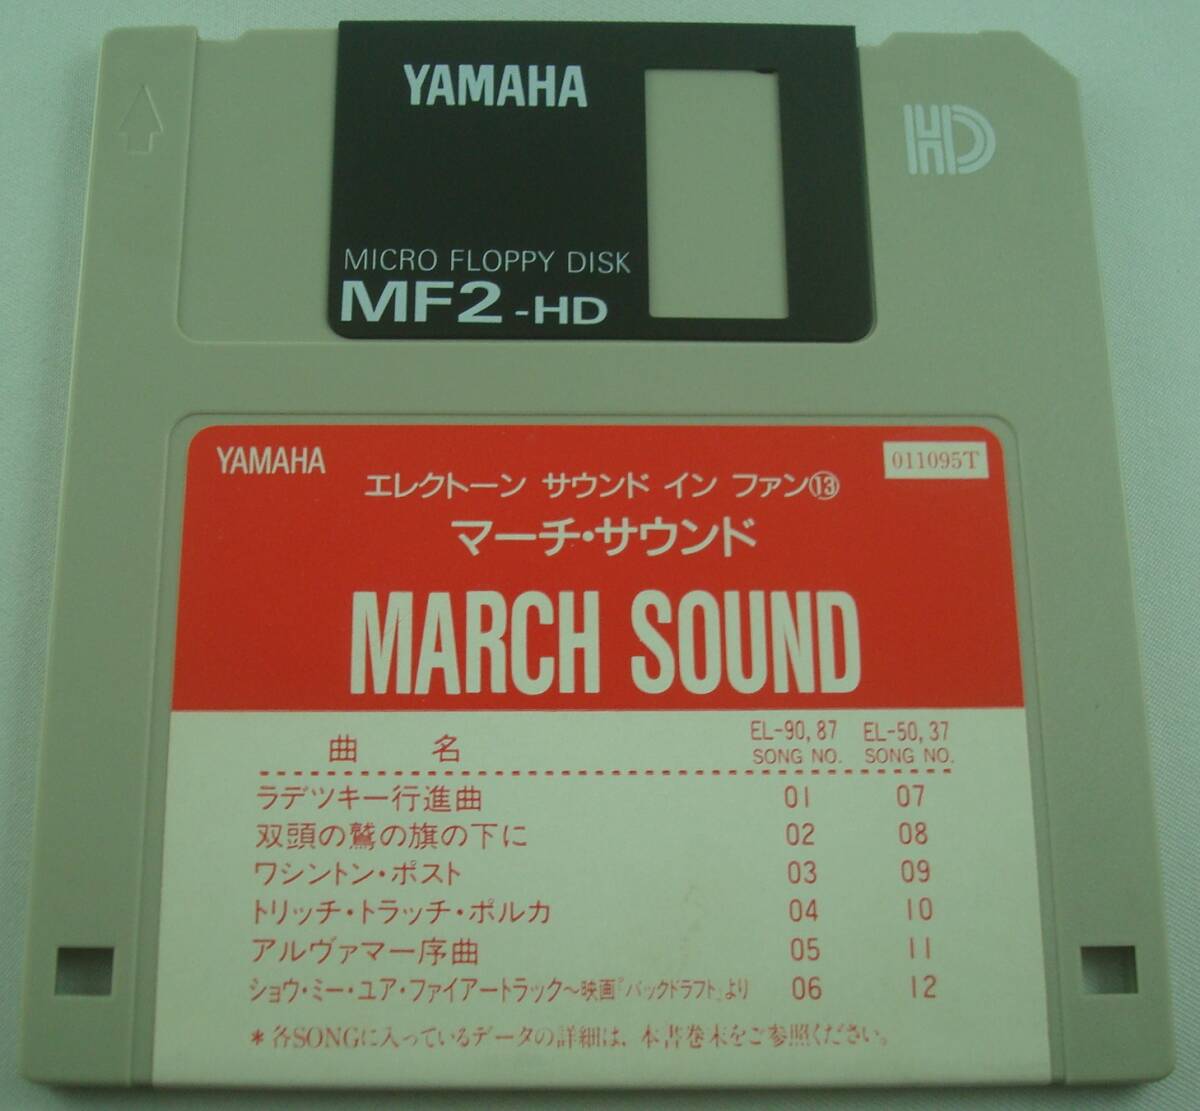 YAMAHA
HD
MICRO FLOPPY DISK
MF2-HD
YAMAHA
011095T
エレクトーン サウンド イン ファン⑬
マーチ・サウンド
MARCH SOUND
曲 名 EL-90, 87 SONG NO. EL-50, 37 SONG NO.
ラデツキー行進曲 01 07
双頭の鷲の旗の下に 02 08
ワシントン・ポスト 03 09
トリッチ・トラッチ・ポルカ 04 10
アルヴァマー序曲 05 11
ショウ・ミー・ユア・ファイアートラック〜映画『バックドラフト』より 06 12
*各SONGに入っているデータの詳細は、本書巻末をご参照ください。